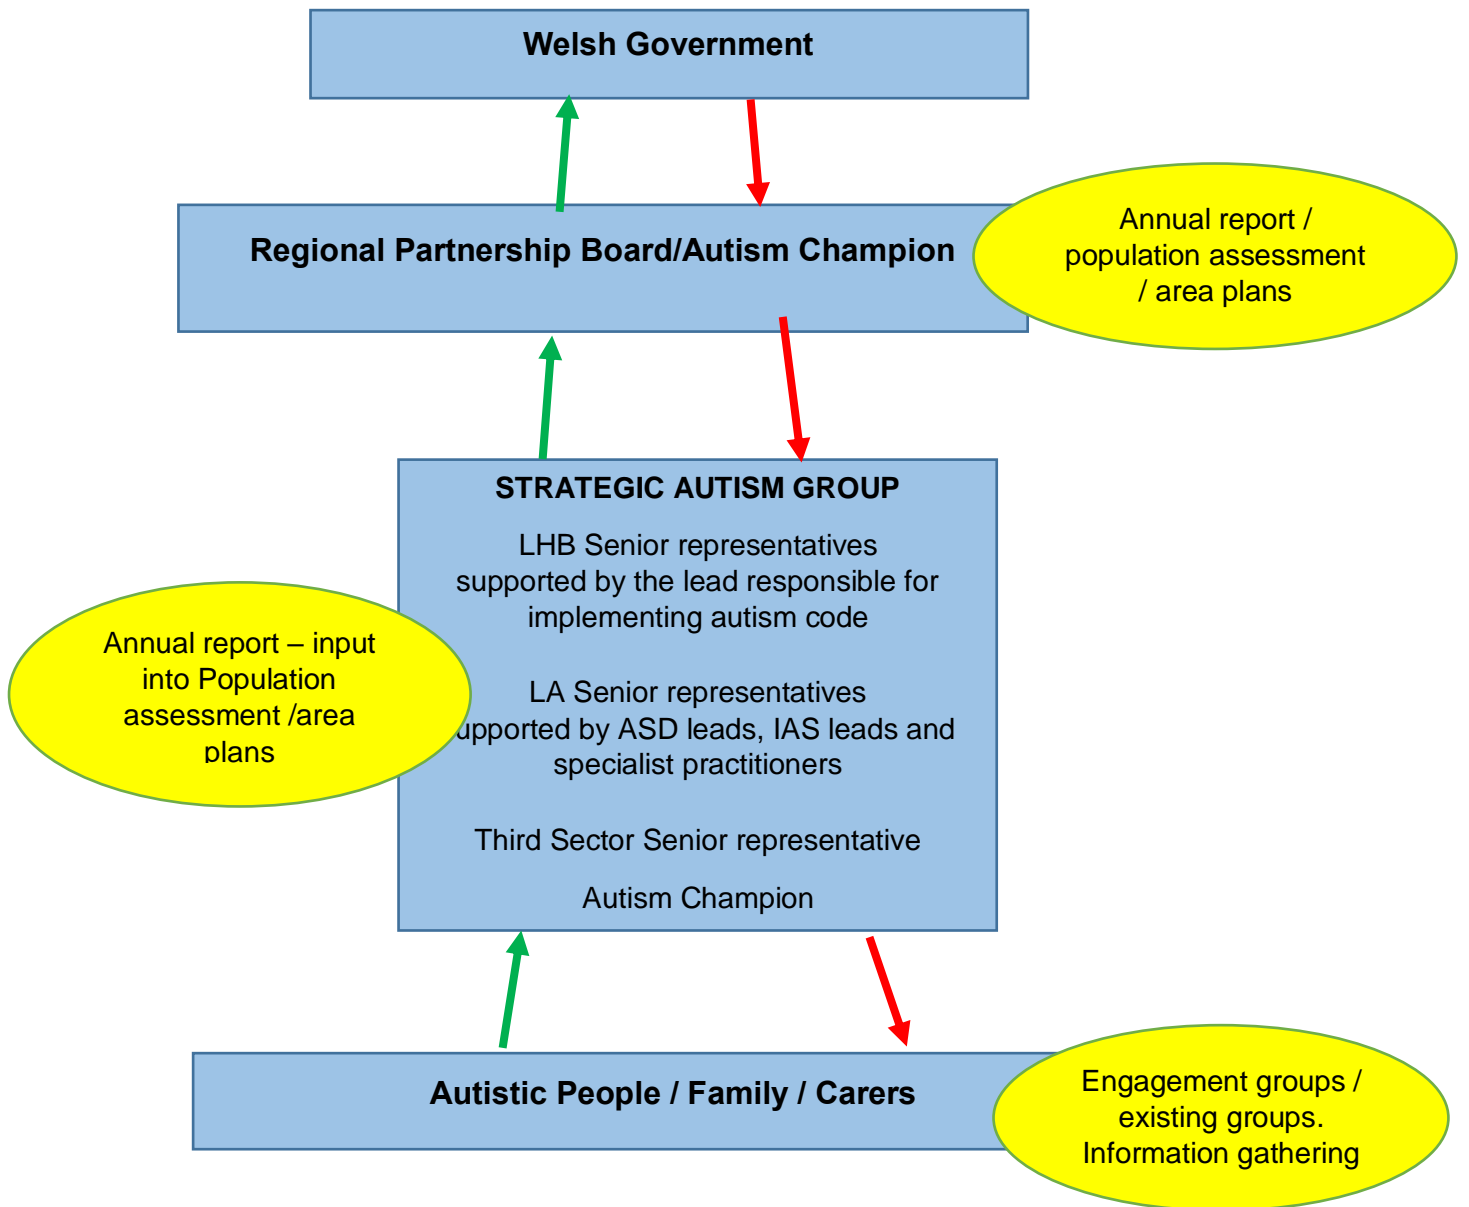 Welsh Government
Regional Partnership Board/Autism Champion
Annual report /
population assessment
/ area plans
STRATEGIC AUTISM GROUP
LHB Senior representatives
supported by the lead responsible for
implementing autism code
Annual report – input
into Population
assessment /area
plans
LA Senior representatives
upported by ASD leads, IAS leads and
specialist practitioners
Third Sector Senior representative
Autism Champion
Autistic People / Family / Carers
Engagement groups /
existing groups.
Information gathering